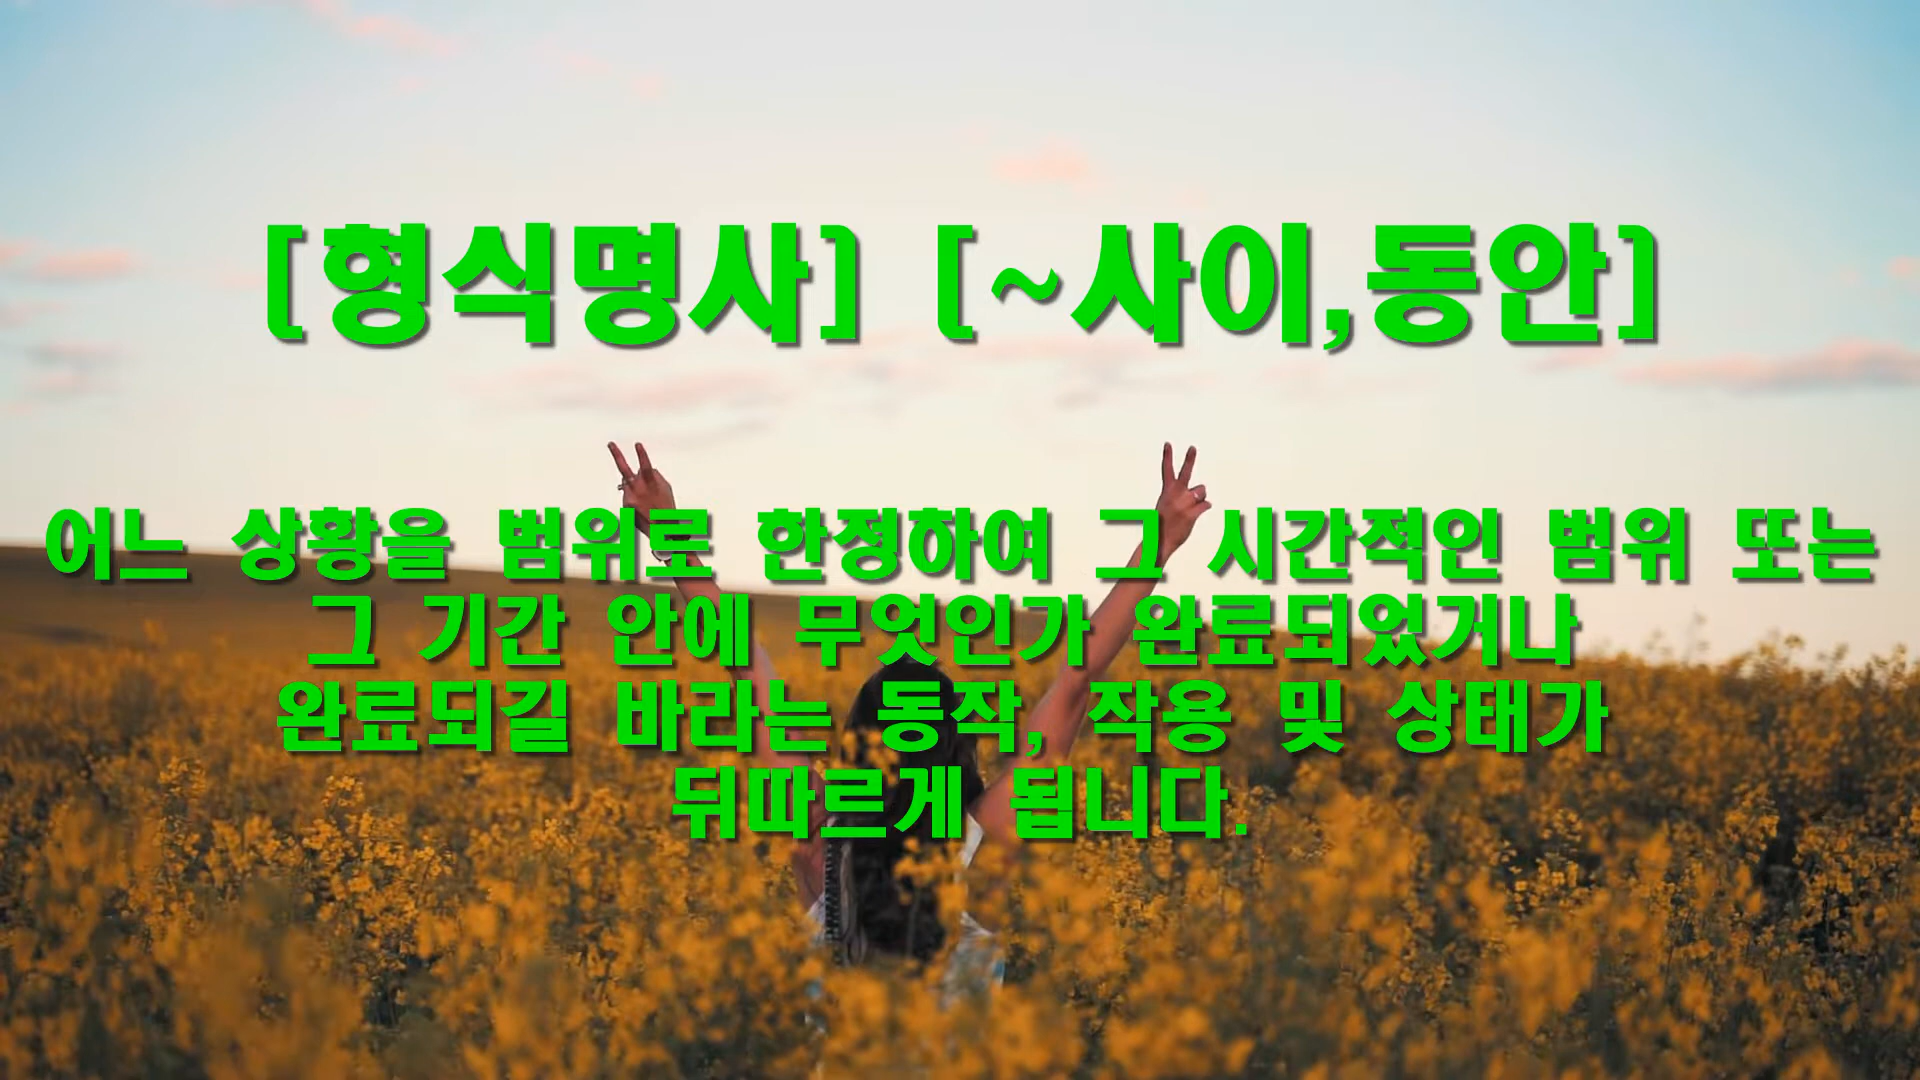 [형식명사] [~사이,동안]
어느 상황을 범위로 한정하여 그 시간적인 범위 또는
그 기간 안에 무엇인가 완료되었거나
완료되길 바라는 동작, 작용 및 상태가
뒤따르게 됩니다.